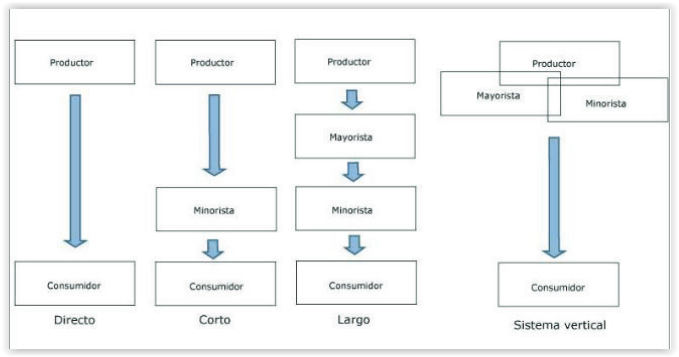 Productor
Consumidor
Directo
Productor
Minorista
Consumidor
Corto
Productor
Mayorista
Minorista
Consumidor
Largo
Productor
Mayorista
Minorista
Consumidor
Sistema vertical